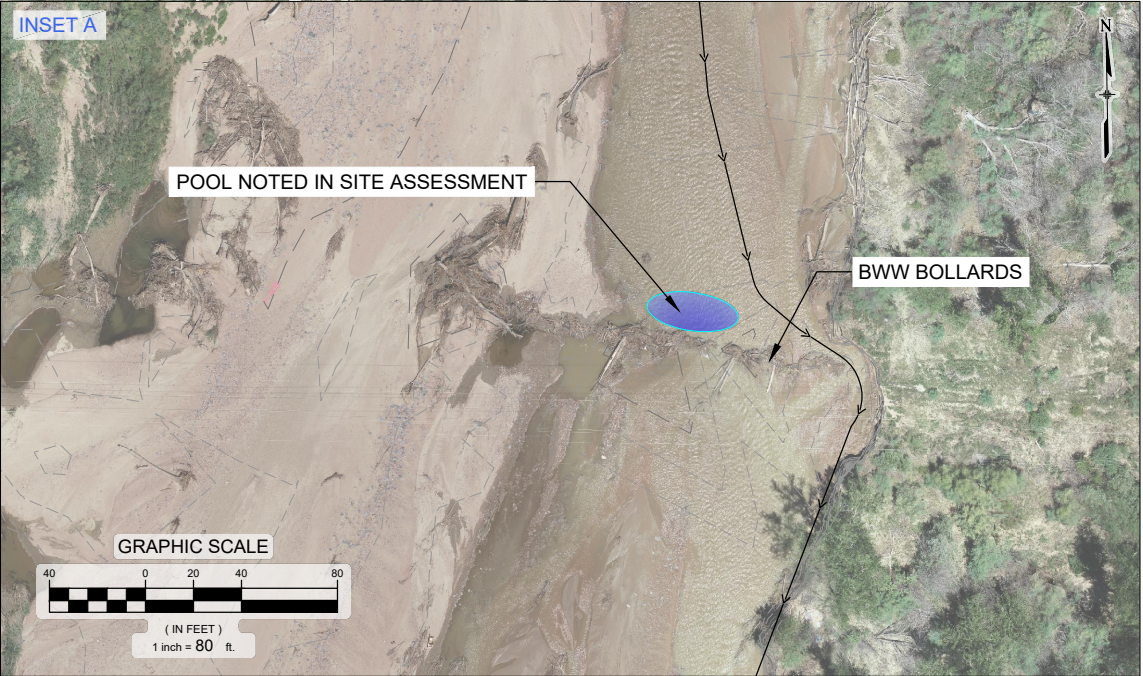 INSET A
N
POOL NOTED IN SITE ASSESSMENT
BWW BOLLARDS
GRAPHIC SCALE
40 0 20 40 80
( IN FEET )
1 inch = 80 ft.